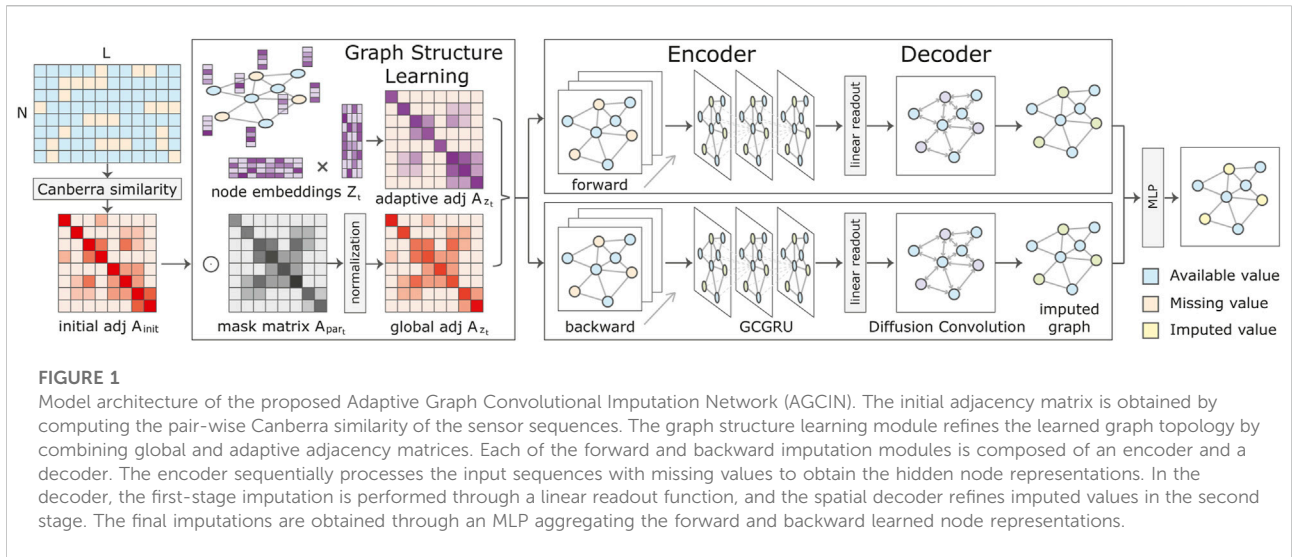 L
N
Canberra similarity
initial adj A_init
Graph Structure
Learning
node embeddings Z_t
×
adaptive adj A_z_t
mask matrix A_par_t
normalization
global adj A_z_t
Encoder
Decoder
forward
linear readout
backward
GCGRU
linear readout
Diffusion Convolution
imputed
graph
MLP
Available value
Missing value
Imputed value
FIGURE 1
Model architecture of the proposed Adaptive Graph Convolutional Imputation Network (AGCIN). The initial adjacency matrix is obtained by
computing the pair-wise Canberra similarity of the sensor sequences. The graph structure learning module refines the learned graph topology by
combining global and adaptive adjacency matrices. Each of the forward and backward imputation modules is composed of an encoder and a
decoder. The encoder sequentially processes the input sequences with missing values to obtain the hidden node representations. In the
decoder, the first-stage imputation is performed through a linear readout function, and the spatial decoder refines imputed values in the second
stage. The final imputations are obtained through an MLP aggregating the forward and backward learned node representations.